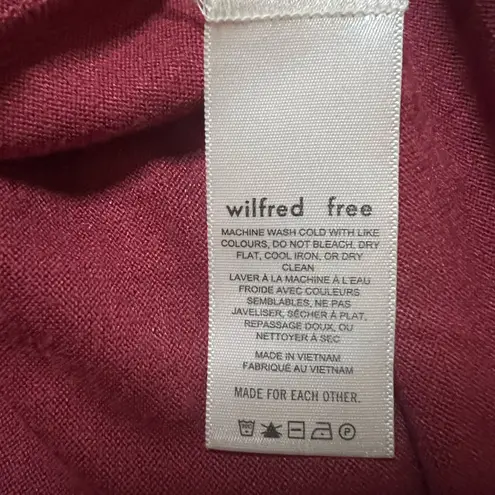 wilfred free
MACHINE WASH COLD WITH LIKE
COLOURS, DO NOT BLEACH, DRY
FLAT, COOL IRON, OR DRY
CLEAN
LAVER À LA MACHINE À L'EAU
FROIDE AVEC COULEURS
SEMBLABLES, NE PAS
JAVELISER, SÉCHER À PLAT,
REPASSAGE DOUX, OU
NETTOYER À SEC
MADE IN VIETNAM
FABRIQUÉ AU VIETNAM
MADE FOR EACH OTHER.
P